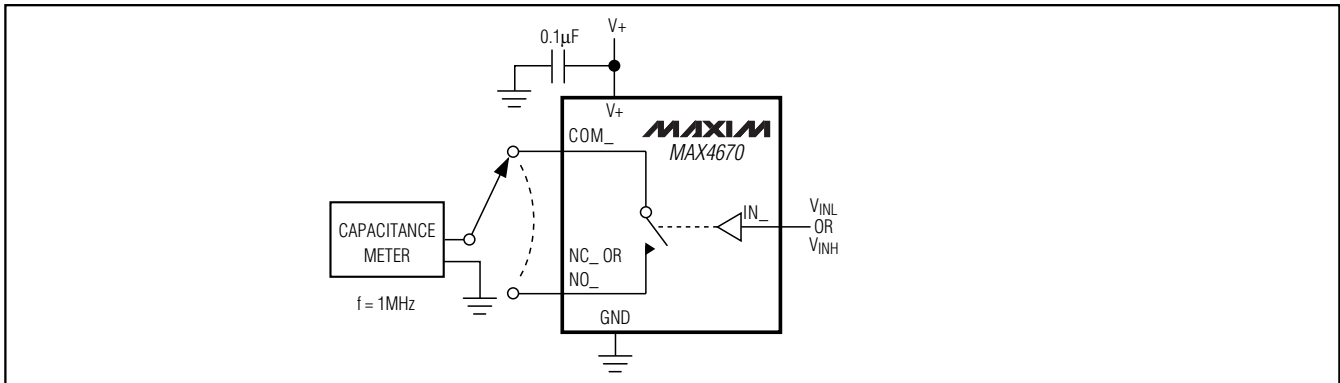 V+
0.1μF
V+
MAXIM
MAX4670
COM_
IN_
VINL
OR
VINH
CAPACITANCE
METER
NC_ OR
NO_
f = 1MHz
GND